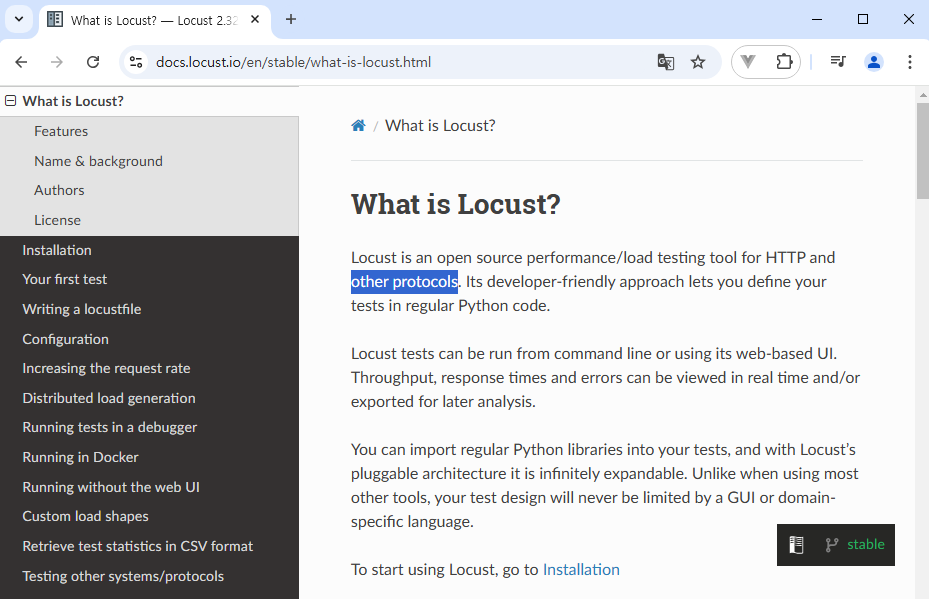 What is Locust? — Locust 2.32
docs.locust.io/en/stable/what-is-locust.html
What is Locust?
Features
Name & background
Authors
License
Installation
Your first test
Writing a locustfile
Configuration
Increasing the request rate
Distributed load generation
Running tests in a debugger
Running in Docker
Running without the web UI
Custom load shapes
Retrieve test statistics in CSV format
Testing other systems/protocols
/ What is Locust?
What is Locust?
Locust is an open source performance/load testing tool for HTTP and
other protocols. Its developer-friendly approach lets you define your
tests in regular Python code.
Locust tests can be run from command line or using its web-based UI.
Throughput, response times and errors can be viewed in real time and/or
exported for later analysis.
You can import regular Python libraries into your tests, and with Locust’s
pluggable architecture it is infinitely expandable. Unlike when using most
other tools, your test design will never be limited by a GUI or domain-
specific language.
To start using Locust, go to Installation
stable